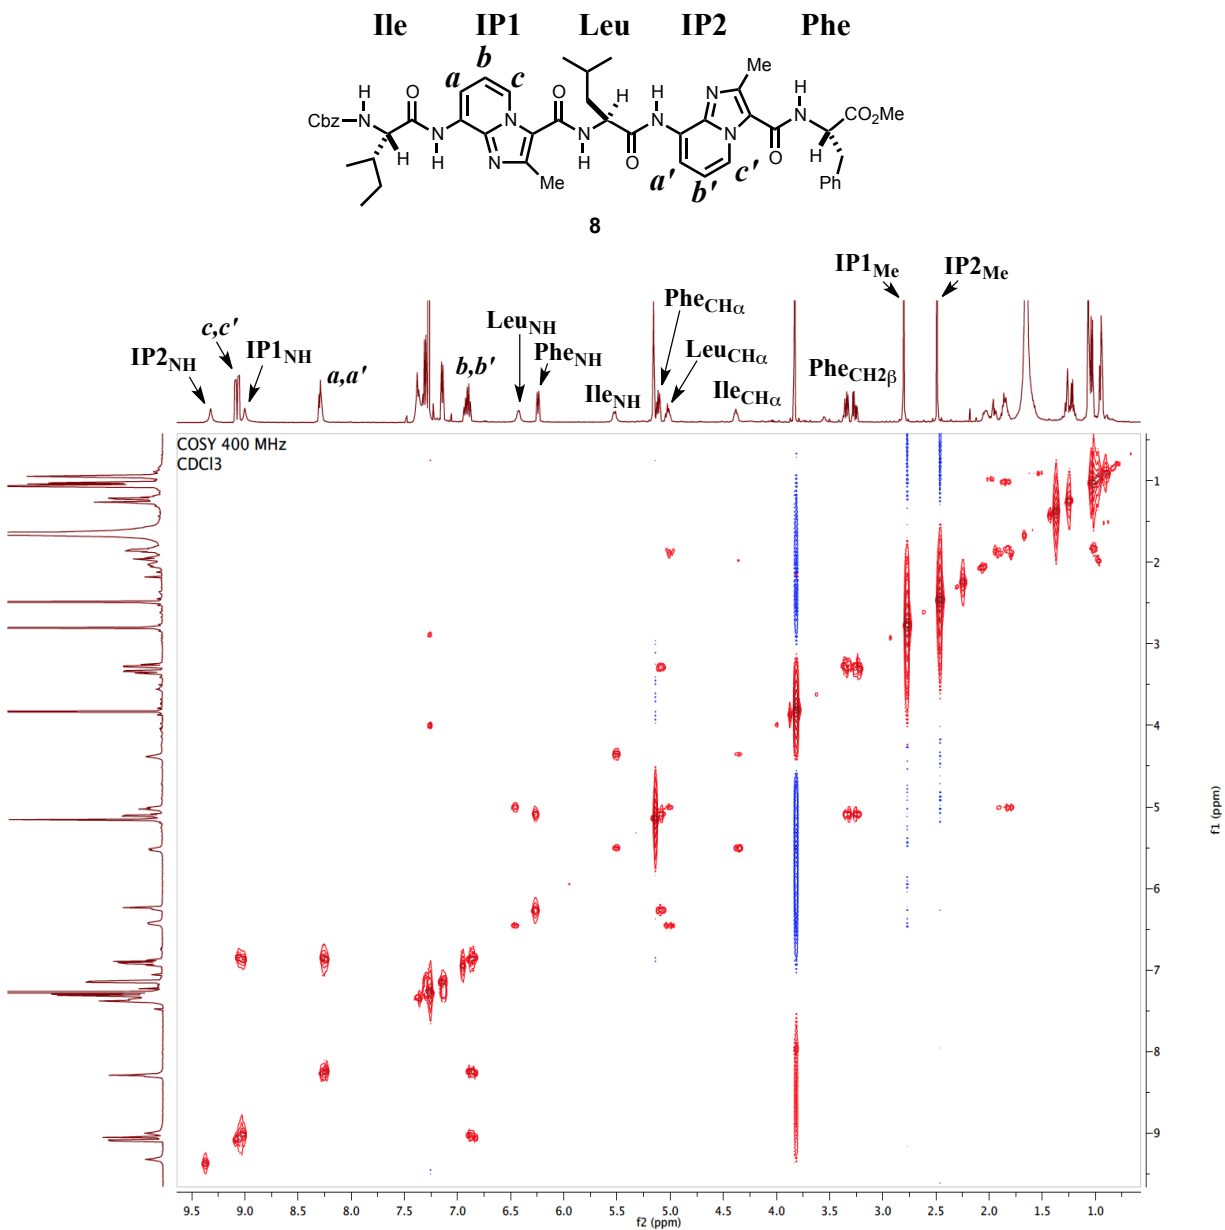 Ile IP1 Leu IP2 Phe
b
a c
Me
H O O H N H
N N N N CO2Me
Cbz N N N
H O N
H N H O H
Me a' c' Ph
b'
8
IP1Me IP2Me
PheCHα
c,c' LeuNH LeuCHα
IP2NH IP1NH PheNH b,b' PheCH2β
a,a' IleNH IleCHα
COSY 400 MHz
CDCl3
1
2
3
4
5
6
7
8
9
f1 (ppm)
9.5 9.0 8.5 8.0 7.5 7.0 6.5 6.0 5.5 5.0 4.5 4.0 3.5 3.0 2.5 2.0 1.5 1.0
f2 (ppm)